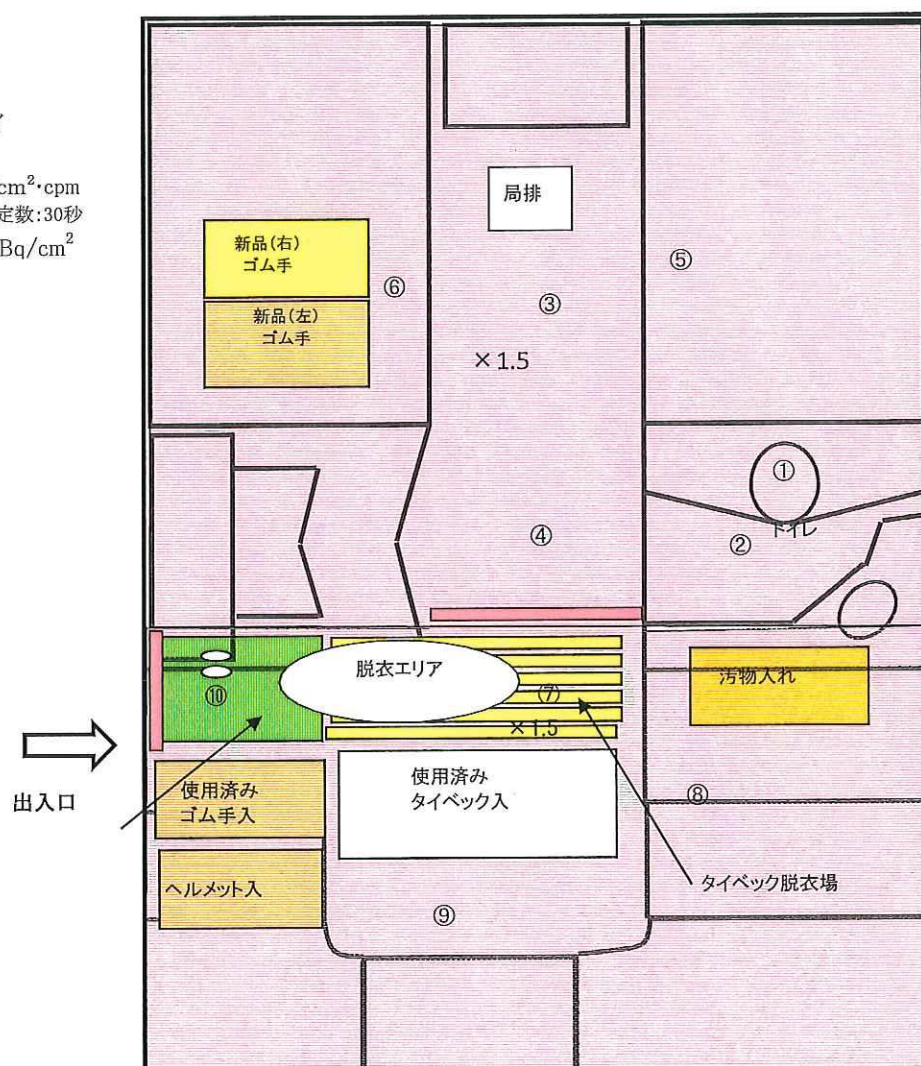 cm²・cpm
定数:30秒
Bq/cm²
局排
新品(右)
ゴム手
新品(左)
ゴム手
⑥
③
⑤
×1.5
①
④
②
トイレ
脱衣エリア
⑩
⑦
×1.5
汚物入れ
出入口
使用済み
ゴム手入
使用済み
タイベック入
⑧
ヘルメット入
タイベック脱衣場
⑨